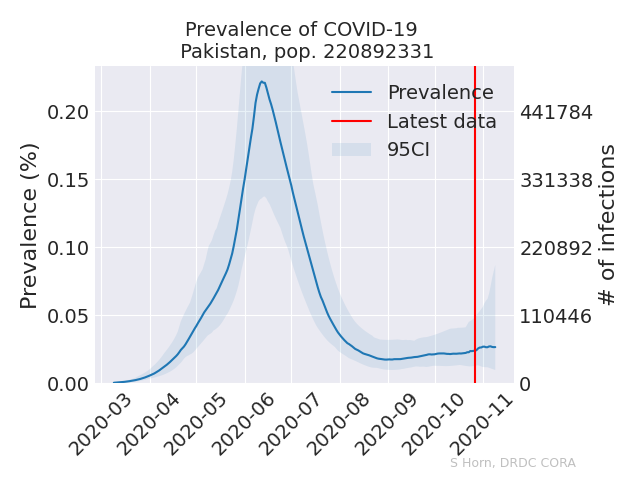 Prevalence of COVID-19
Pakistan, pop. 220892331
Prevalence
Latest data
95CI
Prevalence (%)
0.20
0.15
0.10
0.05
0.00
441784
331338
220892
110446
0
# of infections
2020-03
2020-04
2020-05
2020-06
2020-07
2020-08
2020-09
2020-10
2020-11
S Horn, DRDC CORA